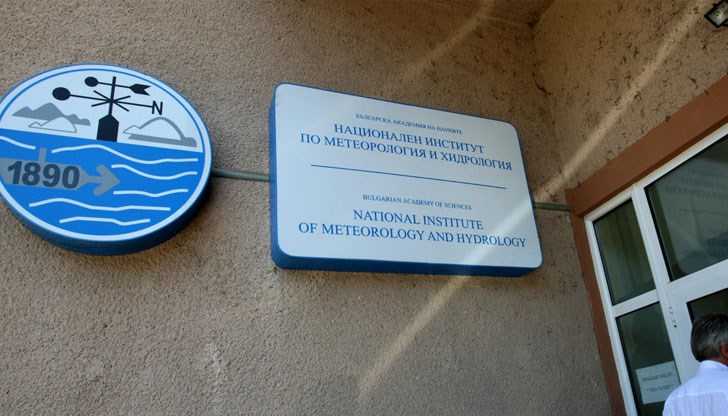 N
1890
БЪЛГАРСКА АКАДЕМИЯ НА НАУКИТЕ
НАЦИОНАЛЕН ИНСТИТУТ
ПО МЕТЕОРОЛОГИЯ И ХИДРОЛОГИЯ
BULGARIAN ACADEMY OF SCIENCES
NATIONAL INSTITUTE
OF METEOROLOGY AND HYDROLOGY